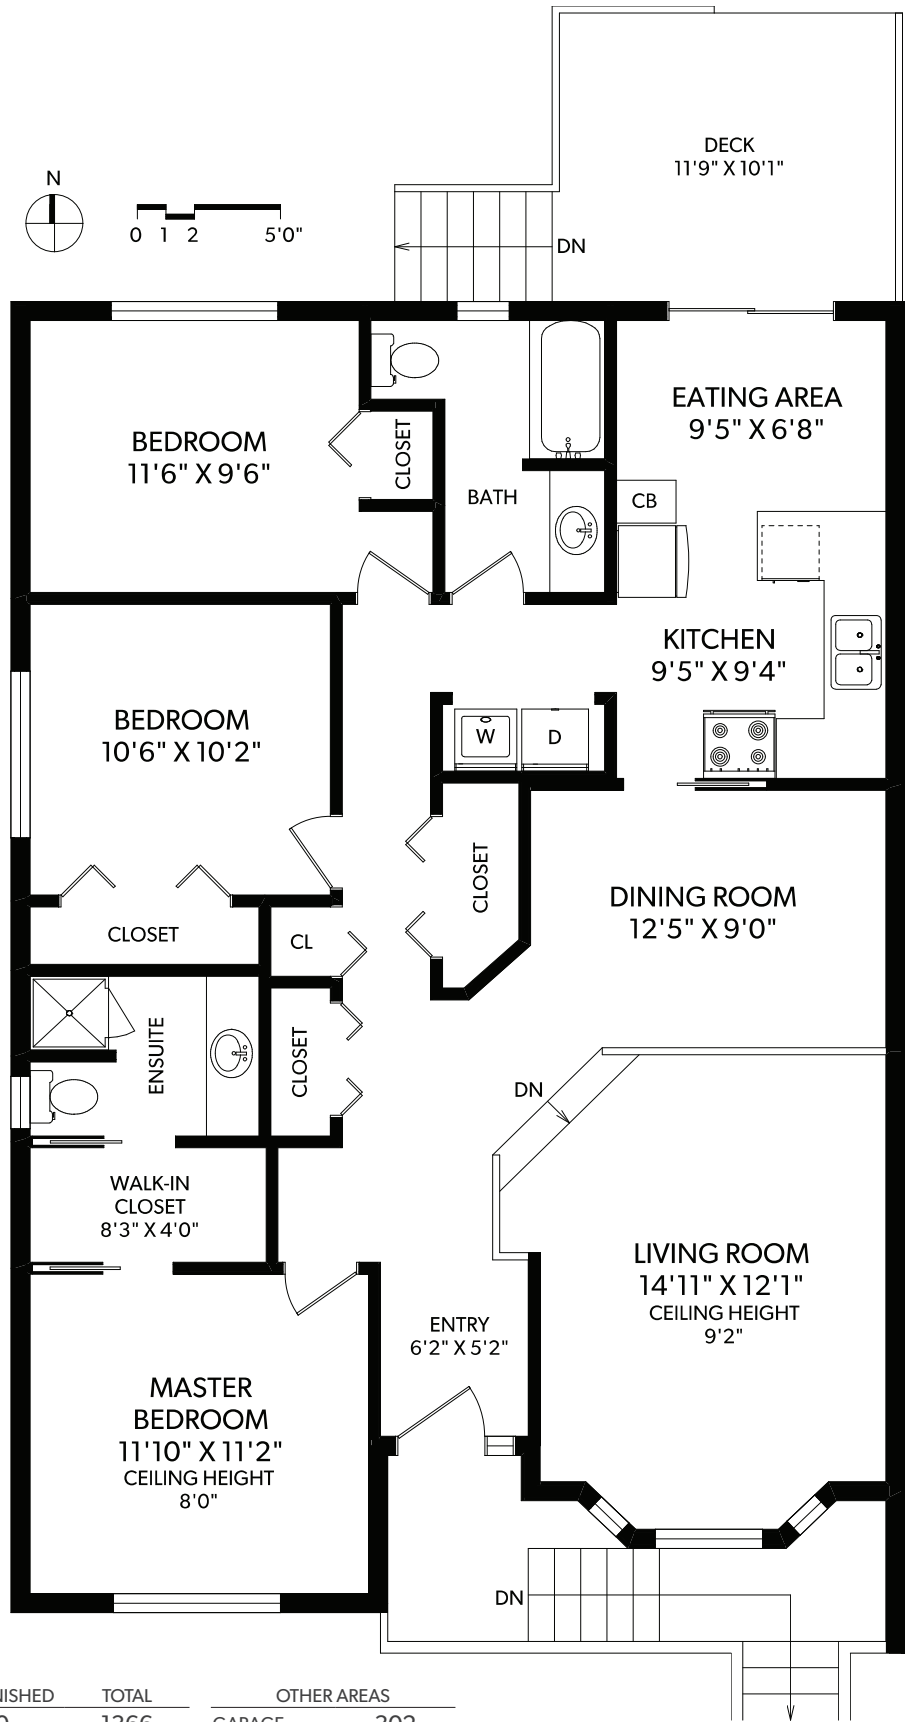 DECK
11'9" X 10'1"
N
0 1 2 5'0"
DN
EATING AREA
9'5" X 6'8"
BEDROOM
11'6" X 9'6"
CLOSET
BATH
CB
KITCHEN
9'5" X 9'4"
BEDROOM
10'6" X 10'2"
W
D
CLOSET
DINING ROOM
12'5" X 9'0"
CLOSET
CL
ENSUITE
CLOSET
DN
WALK-IN
CLOSET
8'3" X 4'0"
LIVING ROOM
14'11" X 12'1"
CEILING HEIGHT
9'2"
ENTRY
6'2" X 5'2"
MASTER
BEDROOM
11'10" X 11'2"
CEILING HEIGHT
8'0"
DN
NISHED TOTAL OTHER AREAS
1366 GARAGE 302